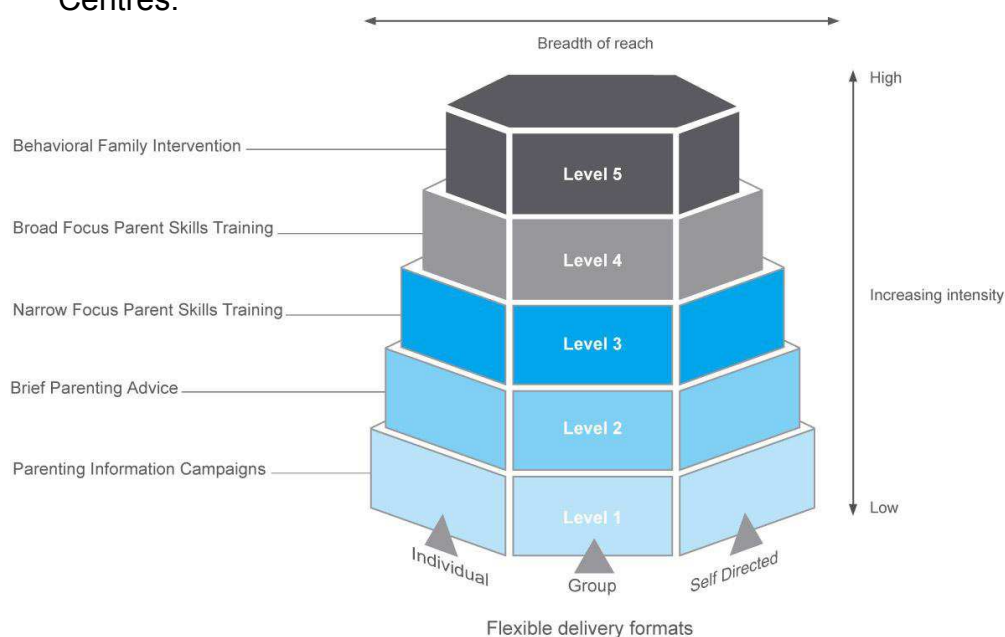 Centres.
Breadth of reach
High
Behavioral Family Intervention
Level 5
Broad Focus Parent Skills Training
Level 4
Increasing intensity
Narrow Focus Parent Skills Training
Level 3
Brief Parenting Advice
Level 2
Parenting Information Campaigns
Level 1
Low
Individual
Group
Self Directed
Flexible delivery formats